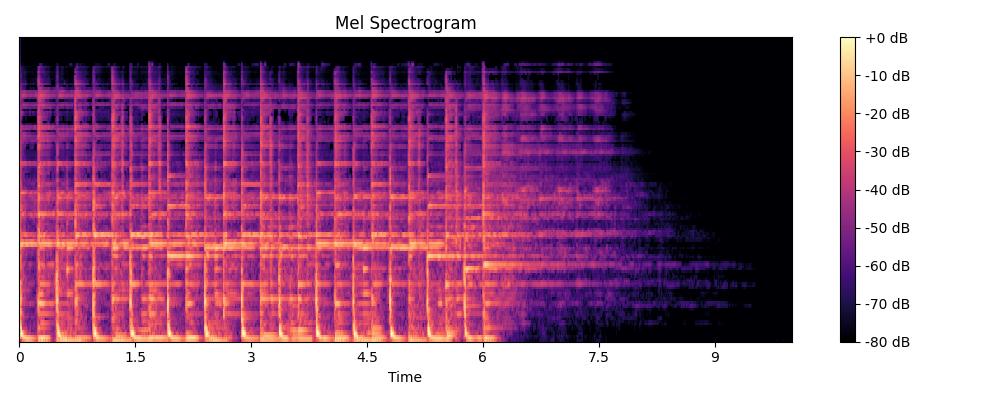 Mel Spectrogram
+0 dB
-10 dB
-20 dB
-30 dB
-40 dB
-50 dB
-60 dB
-70 dB
-80 dB
0 1.5 3 4.5 6 7.5 9
Time